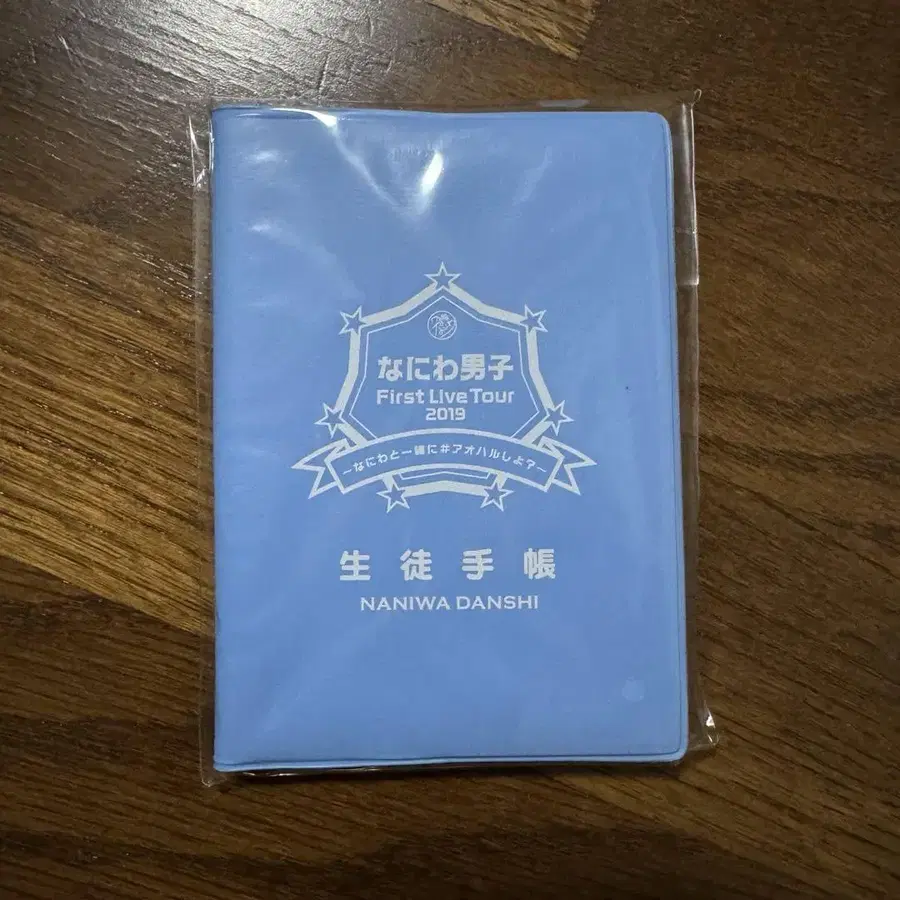 なにわ男子
First Live Tour
2019
～なにわと一緒に#アオハルしよ?～
生徒手帳
NANIWA DANSHI